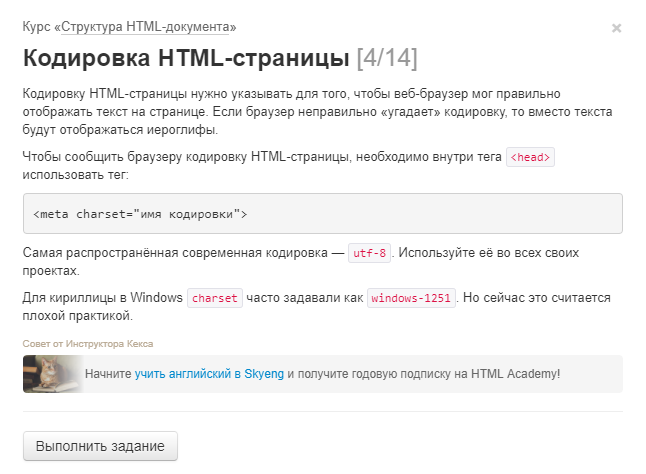 Курс «Структура HTML-документа»
×
Кодировка HTML-страницы [4/14]
Кодировку HTML-страницы нужно указывать для того, чтобы веб-браузер мог правильно
отображать текст на странице. Если браузер неправильно «угадает» кодировку, то вместо текста
будут отображаться иероглифы.
Чтобы сообщить браузеру кодировку HTML-страницы, необходимо внутри тега <head>
использовать тег:
<meta charset="имя кодировки">
Самая распространённая современная кодировка — utf-8. Используйте её во всех своих
проектах.
Для кириллицы в Windows charset часто задавали как windows-1251. Но сейчас это считается
плохой практикой.
Совет от Инструктора Кекса
Начните учить английский в Skyeng и получите годовую подписку на HTML Academy!
Выполнить задание